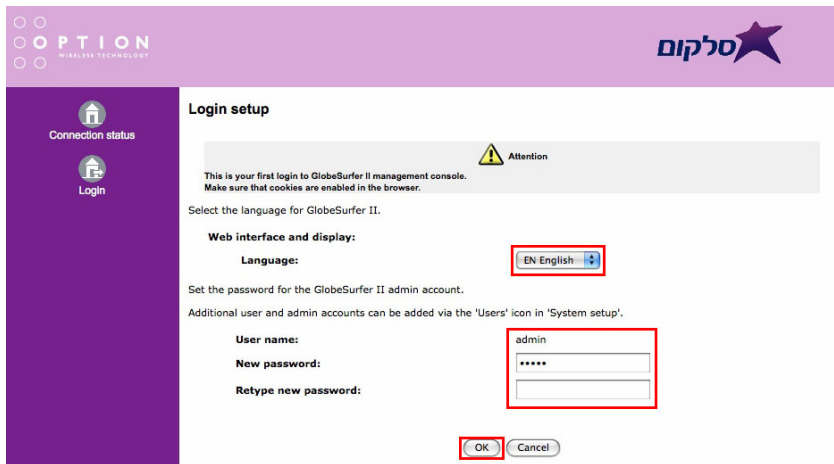 OPTION
WIRELESS TECHNOLOGY
סלקום
Connection status
Login
Login setup
Attention
This is your first login to GlobeSurfer II management console.
Make sure that cookies are enabled in the browser.
Select the language for GlobeSurfer II.
Web interface and display:
Language: EN English
Set the password for the GlobeSurfer II admin account.
Additional user and admin accounts can be added via the 'Users' icon in 'System setup'.
User name: admin
New password: •••••
Retype new password:
OK Cancel